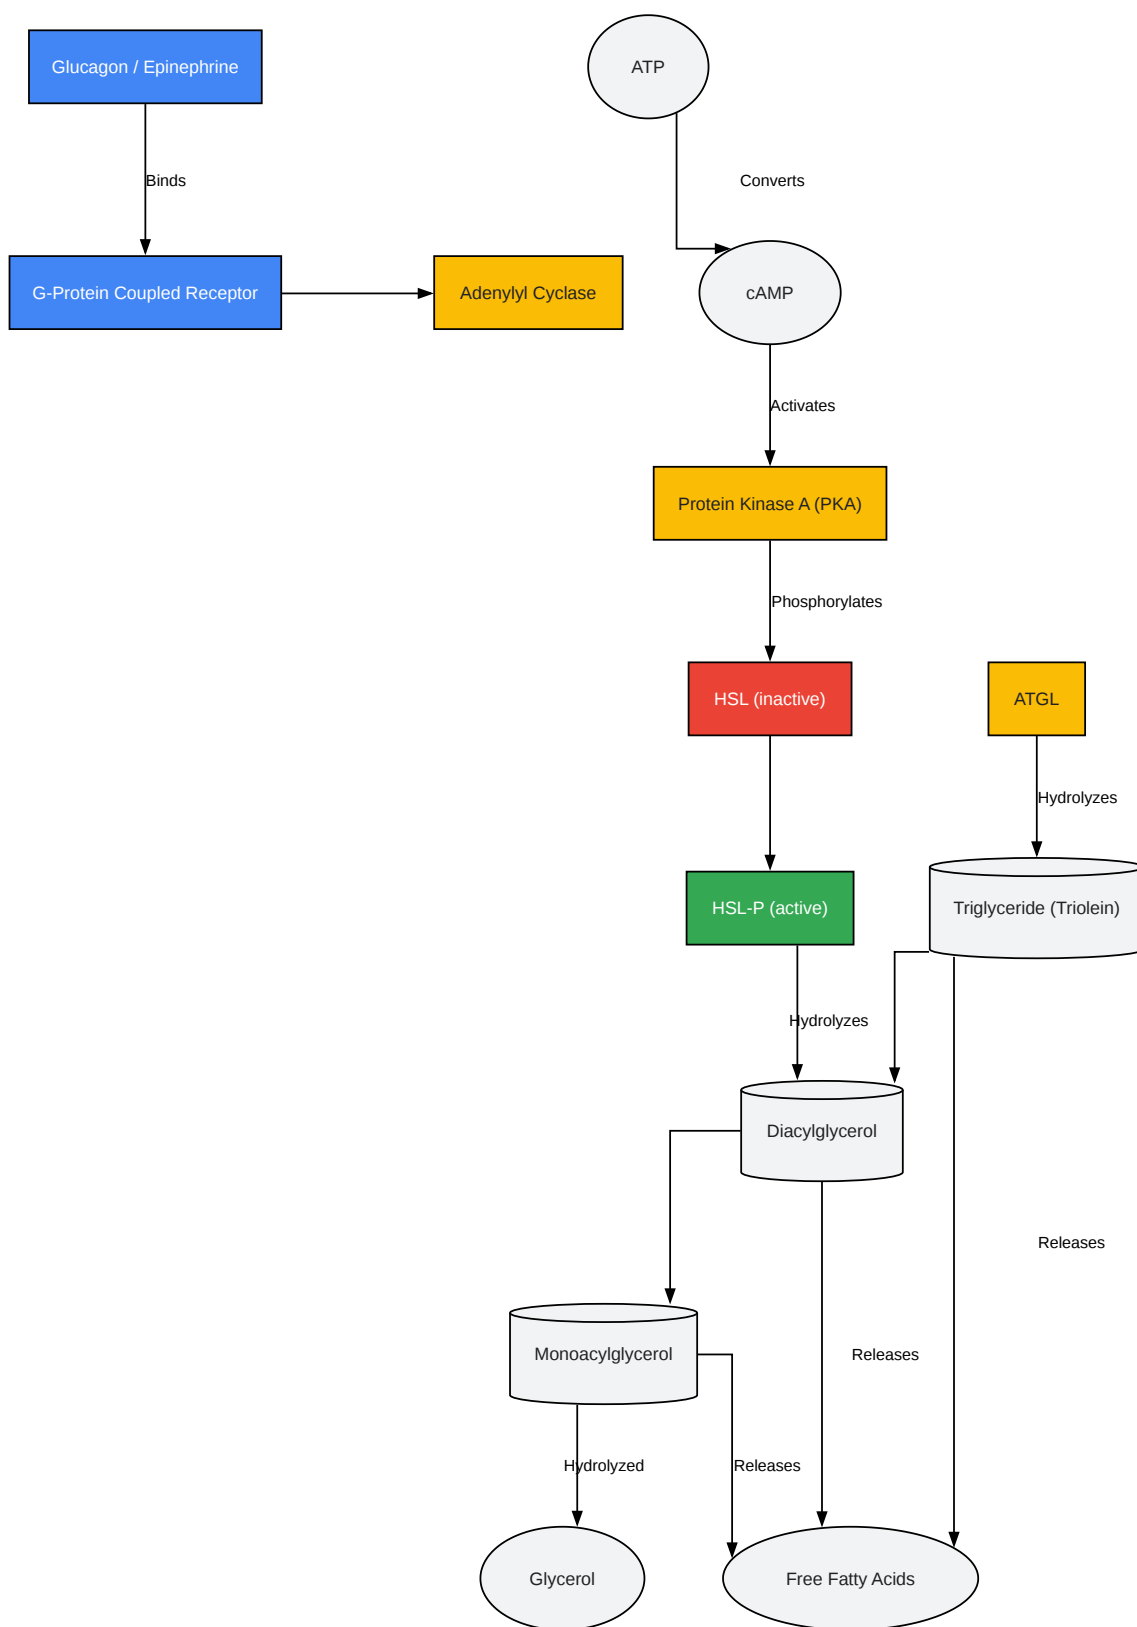 Glucagon / Epinephrine
ATP
Binds
Converts
G-Protein Coupled Receptor
Adenylyl Cyclase
cAMP
Activates
Protein Kinase A (PKA)
Phosphorylates
HSL (inactive)
ATGL
Hydrolyzes
HSL-P (active)
Triglyceride (Triolein)
Hydrolyzes
Diacylglycerol
Releases
Monoacylglycerol
Releases
Hydrolyzed
Releases
Glycerol
Free Fatty Acids